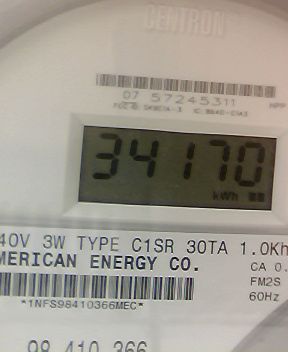 CENTRON
07 57245311
34170
kWh
40V 3W TYPE C1SR 30TA 1.0Kh
MERICAN ENERGY CO.
CA 0.
FM2S
60Hz
*1NFS98410366MEC*
98 410 366